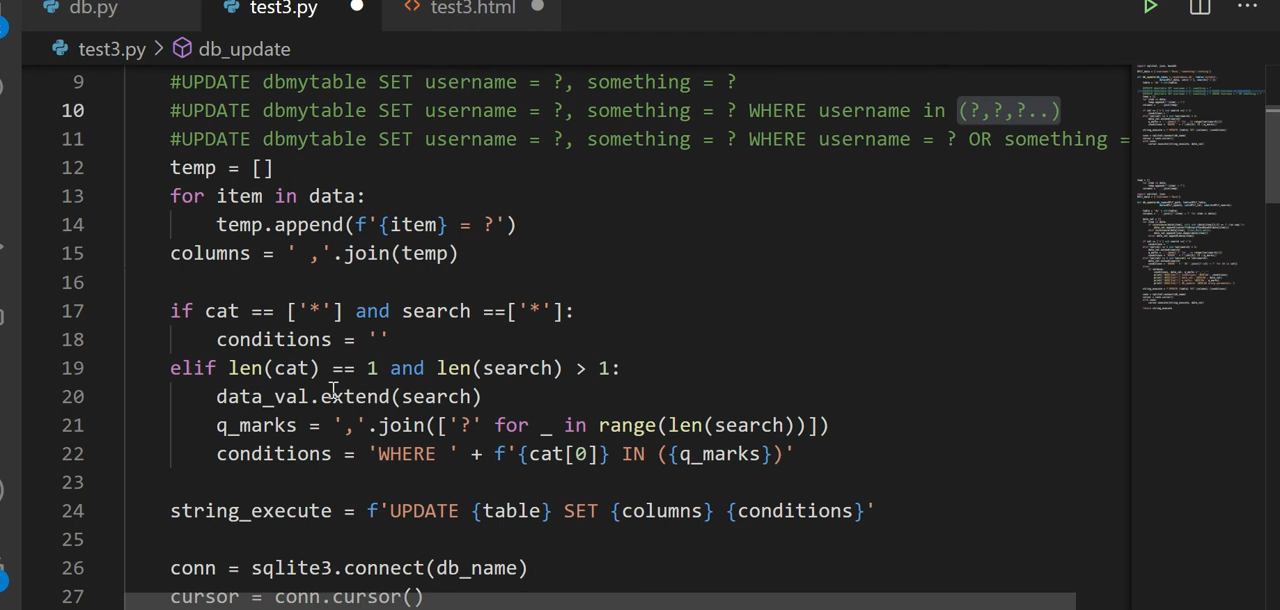 db.py test3.py test3.html
test3.py > db_update
9 #UPDATE dbmytable SET username = ?, something = ?
10 #UPDATE dbmytable SET username = ?, something = ? WHERE username in (?,?,?..)
11 #UPDATE dbmytable SET username = ?, something = ? WHERE username = ? OR something =
12 temp = []
13 for item in data:
14 temp.append(f'{item} = ?')
15 columns = ' ,'.join(temp)
16
17 if cat == ['*'] and search ==['*']:
18 conditions = ''
19 elif len(cat) == 1 and len(search) > 1:
20 data_val.extend(search)
21 q_marks = ','.join(['?' for _ in range(len(search))])
22 conditions = 'WHERE ' + f'{cat[0]} IN ({q_marks})'
23
24 string_execute = f'UPDATE {table} SET {columns} {conditions}'
25
26 conn = sqlite3.connect(db_name)
27 cursor = conn.cursor()